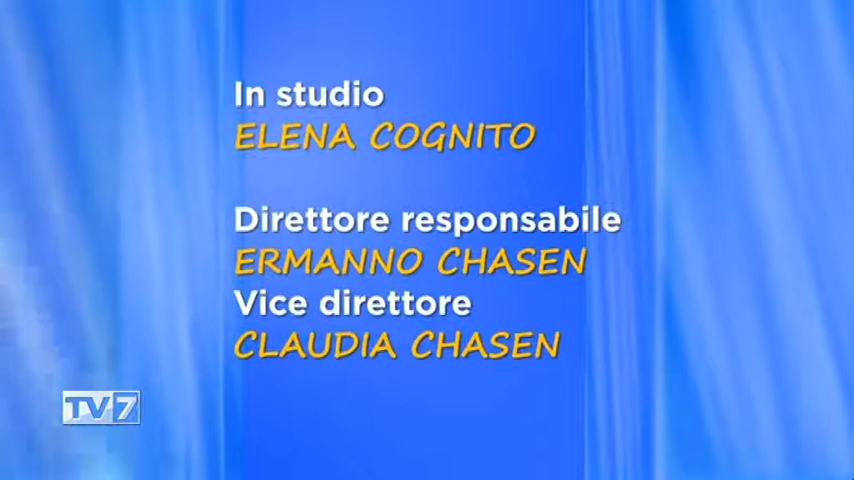 In studio
ELENA COGNITO
Direttore responsabile
ERMANNO CHASEN
Vice direttore
CLAUDIA CHASEN
TV7